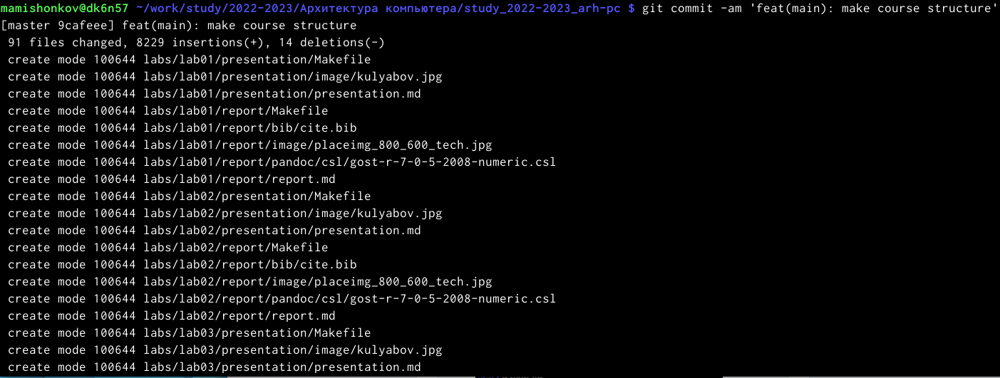 mamishonkov@dk6n57 ~/work/study/2022-2023/Архитектура компьютера/study_2022-2023_arh-pc $ git commit -am 'feat(main): make course structure'
[master 9cafeee] feat(main): make course structure
91 files changed, 8229 insertions(+), 14 deletions(-)
create mode 100644 labs/lab01/presentation/Makefile
create mode 100644 labs/lab01/presentation/image/kulyabov.jpg
create mode 100644 labs/lab01/presentation/presentation.md
create mode 100644 labs/lab01/report/Makefile
create mode 100644 labs/lab01/report/bib/cite.bib
create mode 100644 labs/lab01/report/image/placeimg_800_600_tech.jpg
create mode 100644 labs/lab01/report/pandoc/csl/gost-r-7-0-5-2008-numeric.csl
create mode 100644 labs/lab01/report/report.md
create mode 100644 labs/lab02/presentation/Makefile
create mode 100644 labs/lab02/presentation/image/kulyabov.jpg
create mode 100644 labs/lab02/presentation/presentation.md
create mode 100644 labs/lab02/report/Makefile
create mode 100644 labs/lab02/report/bib/cite.bib
create mode 100644 labs/lab02/report/image/placeimg_800_600_tech.jpg
create mode 100644 labs/lab02/report/pandoc/csl/gost-r-7-0-5-2008-numeric.csl
create mode 100644 labs/lab02/report/report.md
create mode 100644 labs/lab03/presentation/Makefile
create mode 100644 labs/lab03/presentation/image/kulyabov.jpg
create mode 100644 labs/lab03/presentation/presentation.md